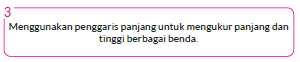 3
Menggunakan penggaris panjang untuk mengukur panjang dan
tinggi berbagai benda.